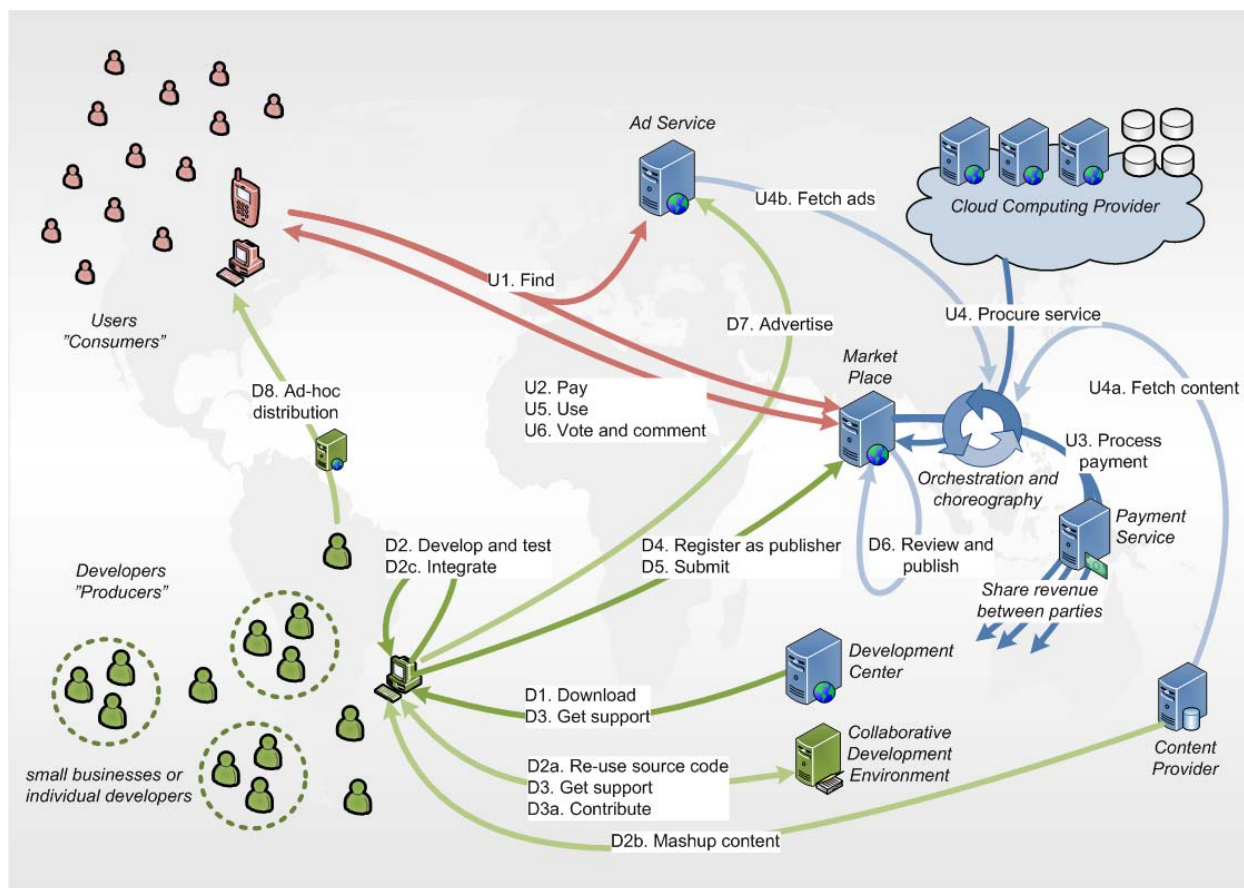 Ad Service
Cloud Computing Provider
U4b. Fetch ads
U1. Find
U4. Procure service
Users
"Consumers"
D7. Advertise
Market
Place
U4a. Fetch content
D8. Ad-hoc
distribution
U2. Pay
U5. Use
U6. Vote and comment
U3. Process
payment
Orchestration and
choreography
Payment
Service
D2. Develop and test
D2c. Integrate
D4. Register as publisher
D5. Submit
D6. Review and
publish
Developers
"Producers"
Share revenue
between parties
Development
Center
D1. Download
D3. Get support
Collaborative
Development
Environment
Content
Provider
small businesses or
individual developers
D2a. Re-use source code
D3. Get support
D3a. Contribute
D2b. Mashup content